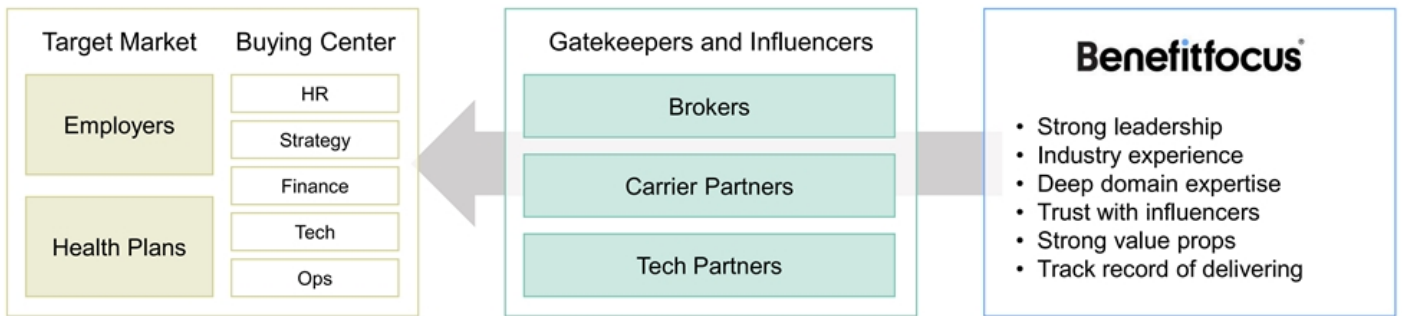 Target Market
Employers
Health Plans
Buying Center
HR
Strategy
Finance
Tech
Ops
Gatekeepers and Influencers
Brokers
Carrier Partners
Tech Partners
Benefitfocus®
• Strong leadership
• Industry experience
• Deep domain expertise
• Trust with influencers
• Strong value props
• Track record of delivering